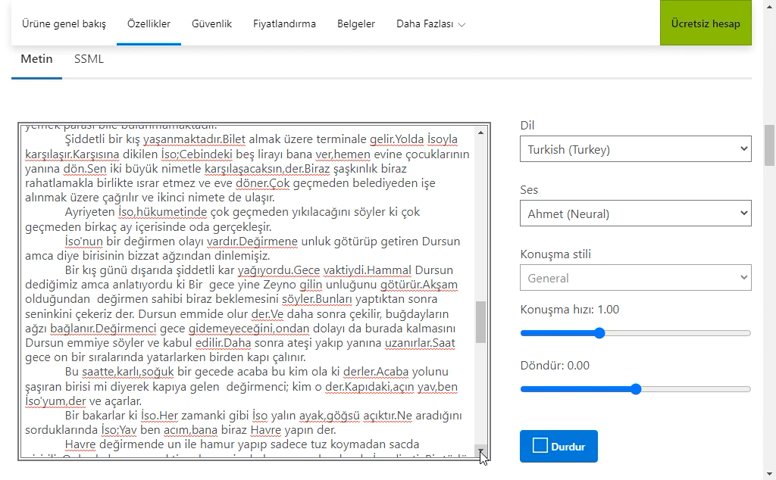 Ürüne genel bakış Özellikler Güvenlik Fiyatlandırma Belgeler Daha Fazlası Ücretsiz hesap
Metin SSML
yemek parası bile bulunmamaktadır.
Şiddetli bir kış yaşanmaktadır.Bilet almak üzere terminale gelir.Yolda İsoyla
karşılaşır.Karşısına dikilen İso;Cebindeki beş lirayı bana ver,hemen evine çocuklarının
yanına dön.Sen iki büyük nimetle karşılaşacaksın,der.Biraz şaşkınlık biraz
rahatlamakla birlikte ısrar etmez ve eve döner.Çok geçmeden belediyeden işe
alınmak üzere çağrılır ve ikinci nimete de ulaşır.
Ayriyeten İso,hükumetinde çok geçmeden yıkılacağını söyler ki çok
geçmeden birkaç ay içerisinde oda gerçekleşir.
İso'nun bir değirmen olayı vardır.Değirmene unluk götürüp getiren Dursun
amca diye birisinin bizzat ağzından dinlemişiz.
Bir kış günü dışarıda şiddetli kar yağıyordu.Gece vaktiydi.Hammal Dursun
dediğimiz amca anlatıyordu ki Bir gece yine Zeyno gilin unluğunu götürür.Akşam
olduğundan değirmen sahibi biraz beklemesini söyler.Bunları yaptıktan sonra
seninkini çekeriz der. Dursun emmide olur der.Ve daha sonra çekilir, buğdayların
ağzı bağlanır.Değirmenci gece gidemeyeceğini,ondan dolayı da burada kalmasını
Dursun emmiye söyler ve kabul edilir.Daha sonra ateşi yakıp yanına uzanırlar.Saat
gece on bir sıralarında yatarlarken birden kapı çalınır.
Bu saatte,karlı,soğuk bir gecede acaba bu kim ola ki derler.Acaba yolunu
şaşıran birisi mi diyerek kapıya gelen değirmenci; kim o der.Kapıdaki,açın yav,ben
İso'yum,der ve açarlar.
Bir bakarlar ki İso.Her zamanki gibi İso yalın ayak,göğsü açıktır.Ne aradığını
sorduklarında İso;Yav ben acım,bana biraz Havre yapın der.
Havre değirmende un ile hamur yapıp sadece tuz koymadan sacda
Dil
Turkish (Turkey)
Ses
Ahmet (Neural)
Konuşma stili
General
Konuşma hızı: 1.00
Döndür: 0.00
Durdur